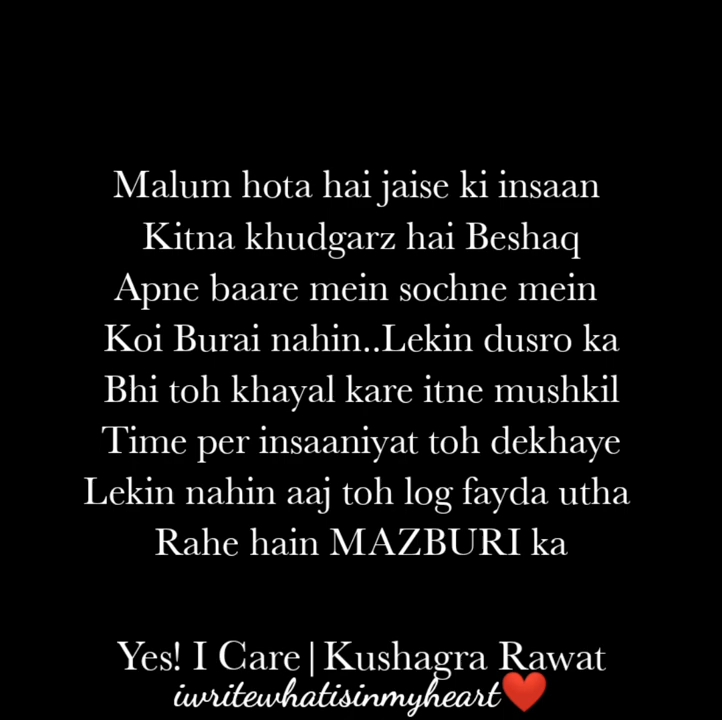 Malum hota hai jaise ki insaan
Kitna khudgarz hai Beshaq
Apne baare mein sochne mein
Koi Burai nahin..Lekin dusro ka
Bhi toh khayal kare itne mushkil
Time per insaaniyat toh dekhaye
Lekin nahin aaj toh log fayda utha
Rahe hain MAZBURI ka
Yes! I Care|Kushagra Rawat
iwritewhatisinmyheart❤️